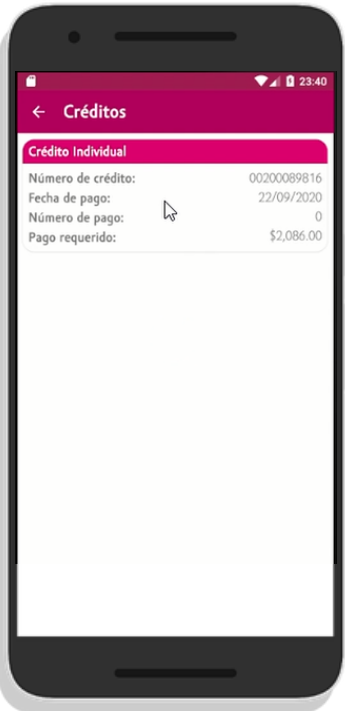 23:40
Créditos
Crédito Individual
Número de crédito: 00200089816
Fecha de pago: 22/09/2020
Número de pago: 0
Pago requerido: $2,086.00